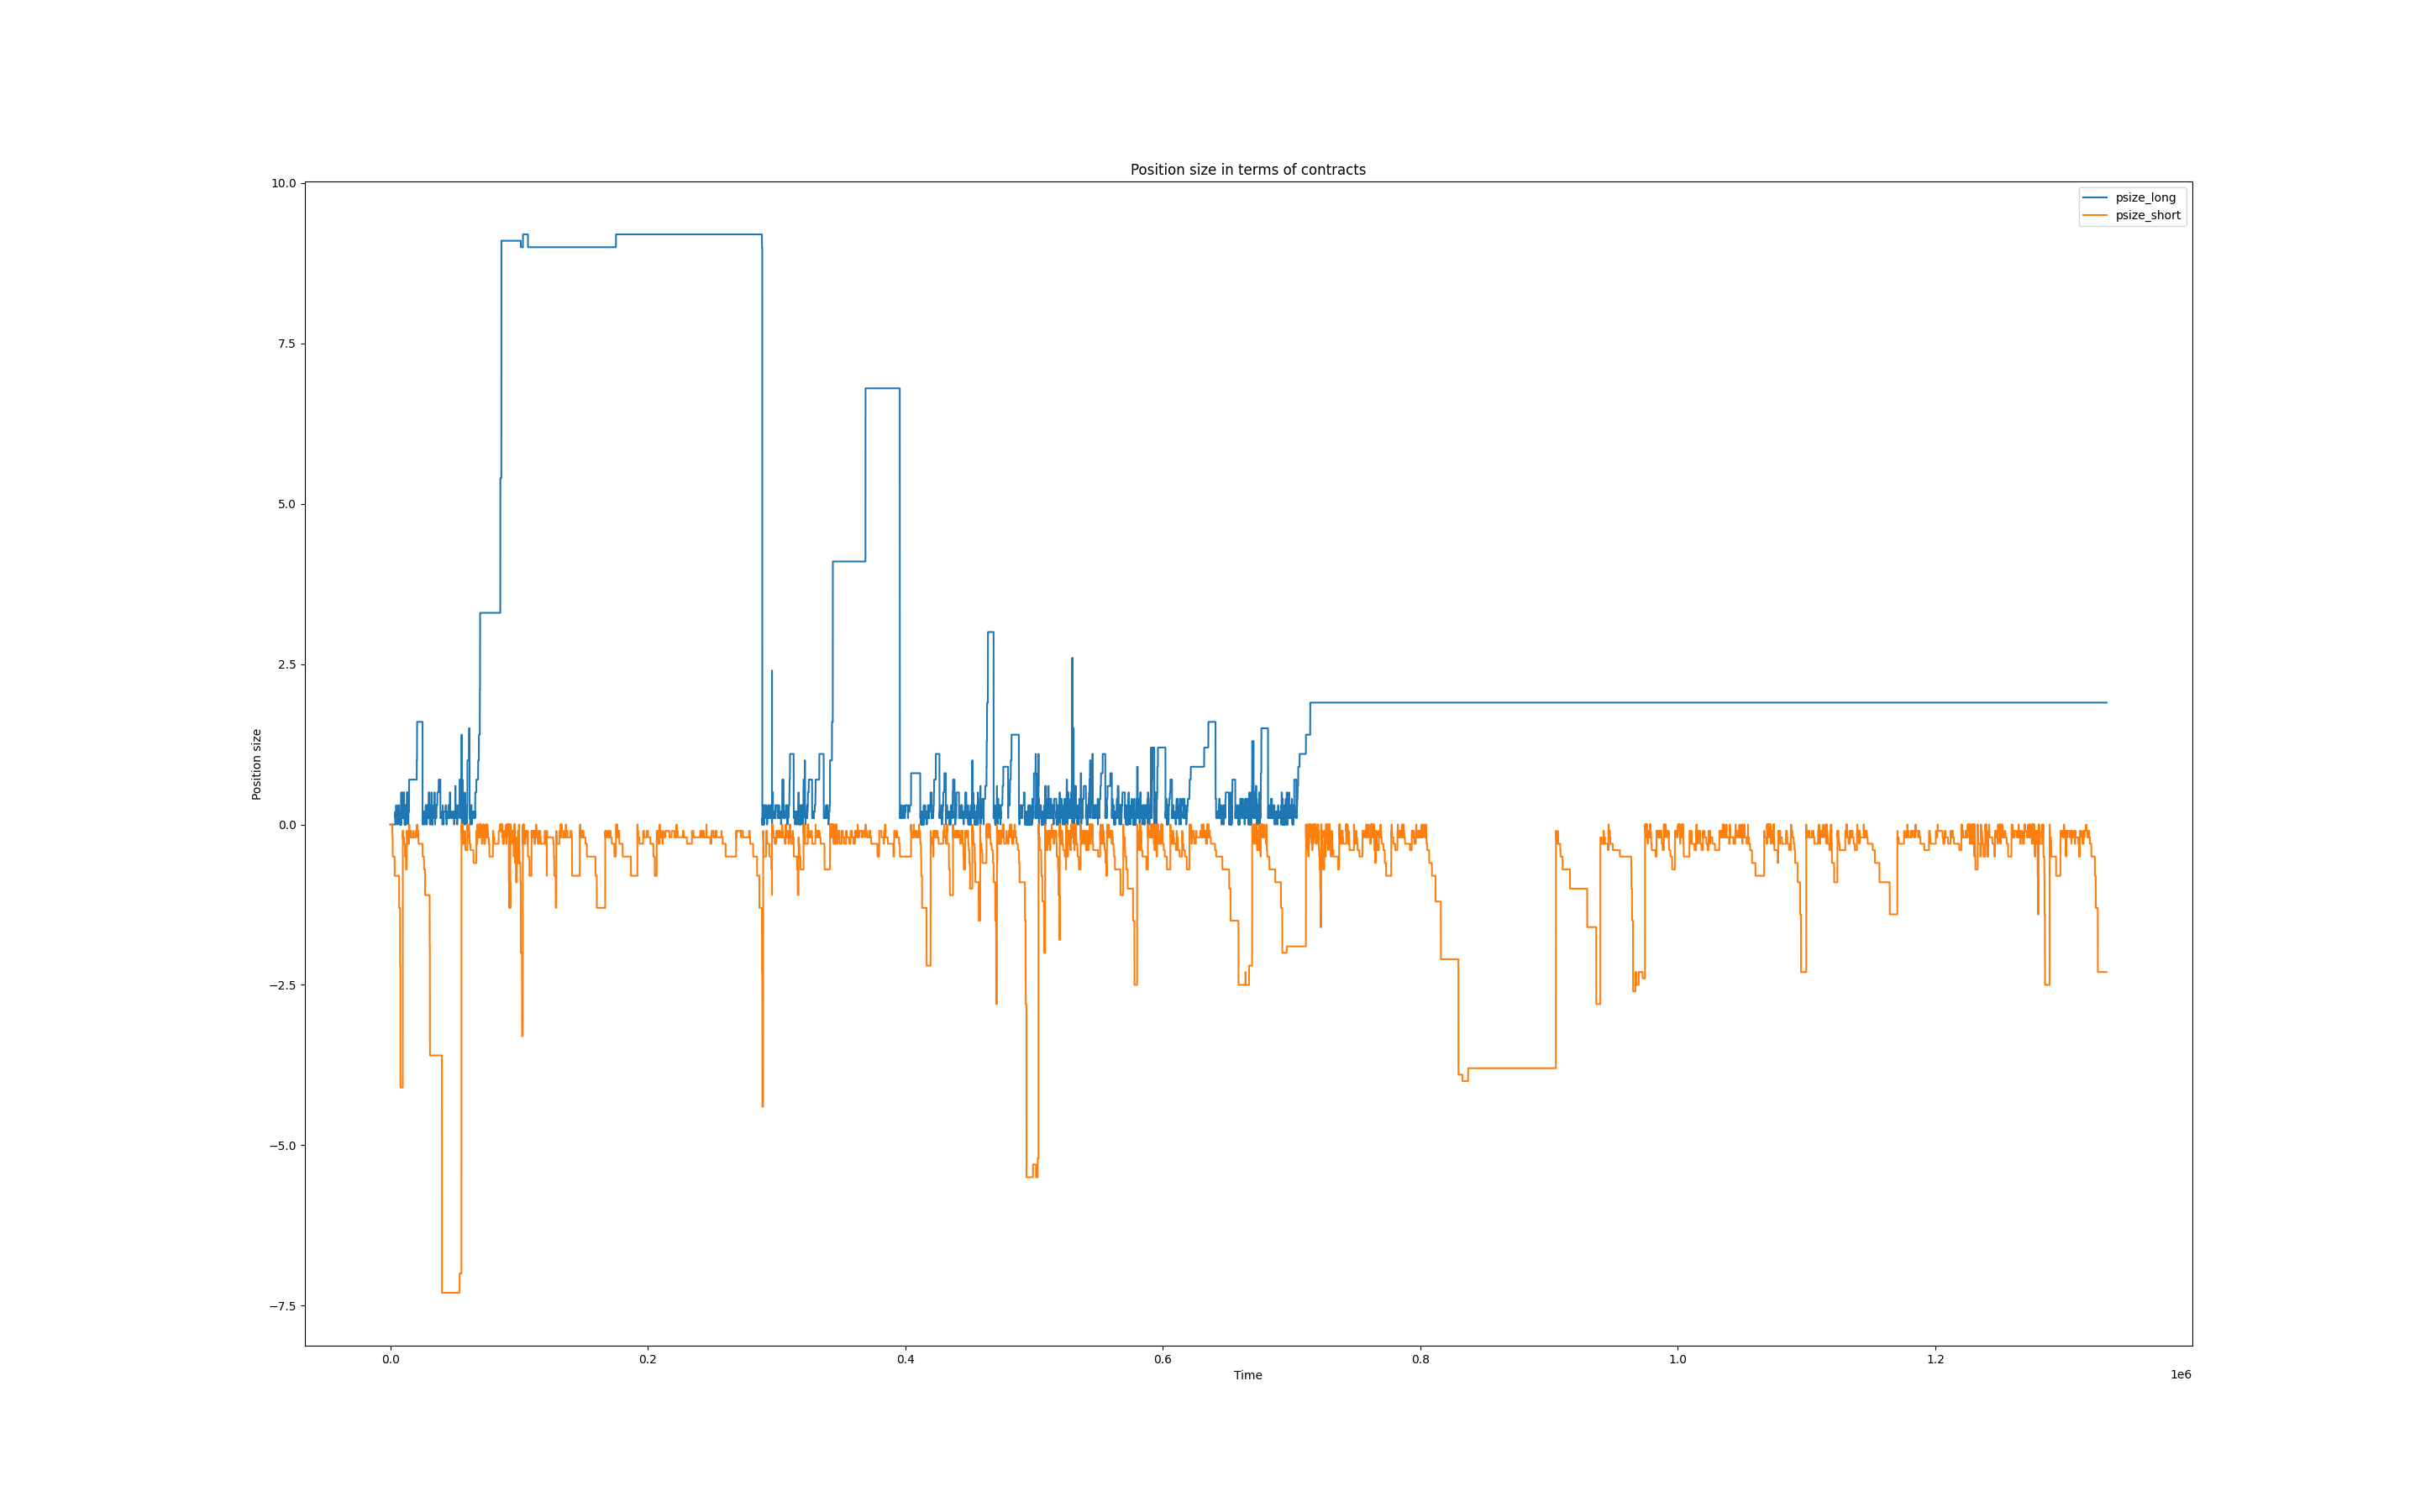 Position size in terms of contracts
psize_long
psize_short
10.0
7.5
5.0
2.5
0.0
−2.5
−5.0
−7.5
Position size
0.0
0.2
0.4
0.6
0.8
1.0
1.2
Time
1e6